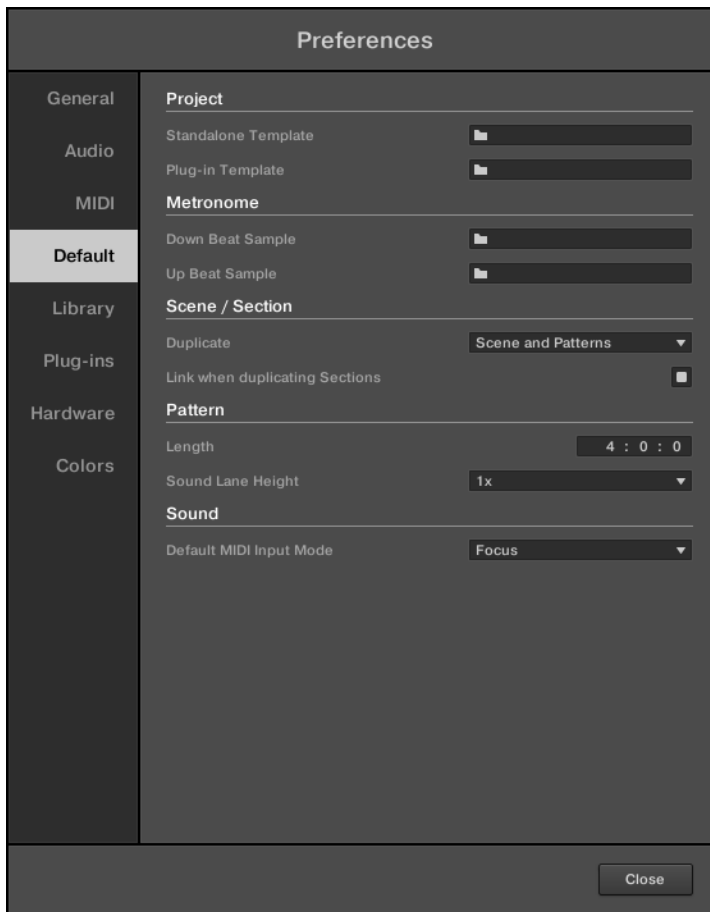 Preferences
General
Audio
MIDI
Default
Library
Plug-ins
Hardware
Colors
Project
Standalone Template
Plug-in Template
Metronome
Down Beat Sample
Up Beat Sample
Scene / Section
Duplicate Scene and Patterns
Link when duplicating Sections
Pattern
Length 4 : 0 : 0
Sound Lane Height 1x
Sound
Default MIDI Input Mode Focus
Close